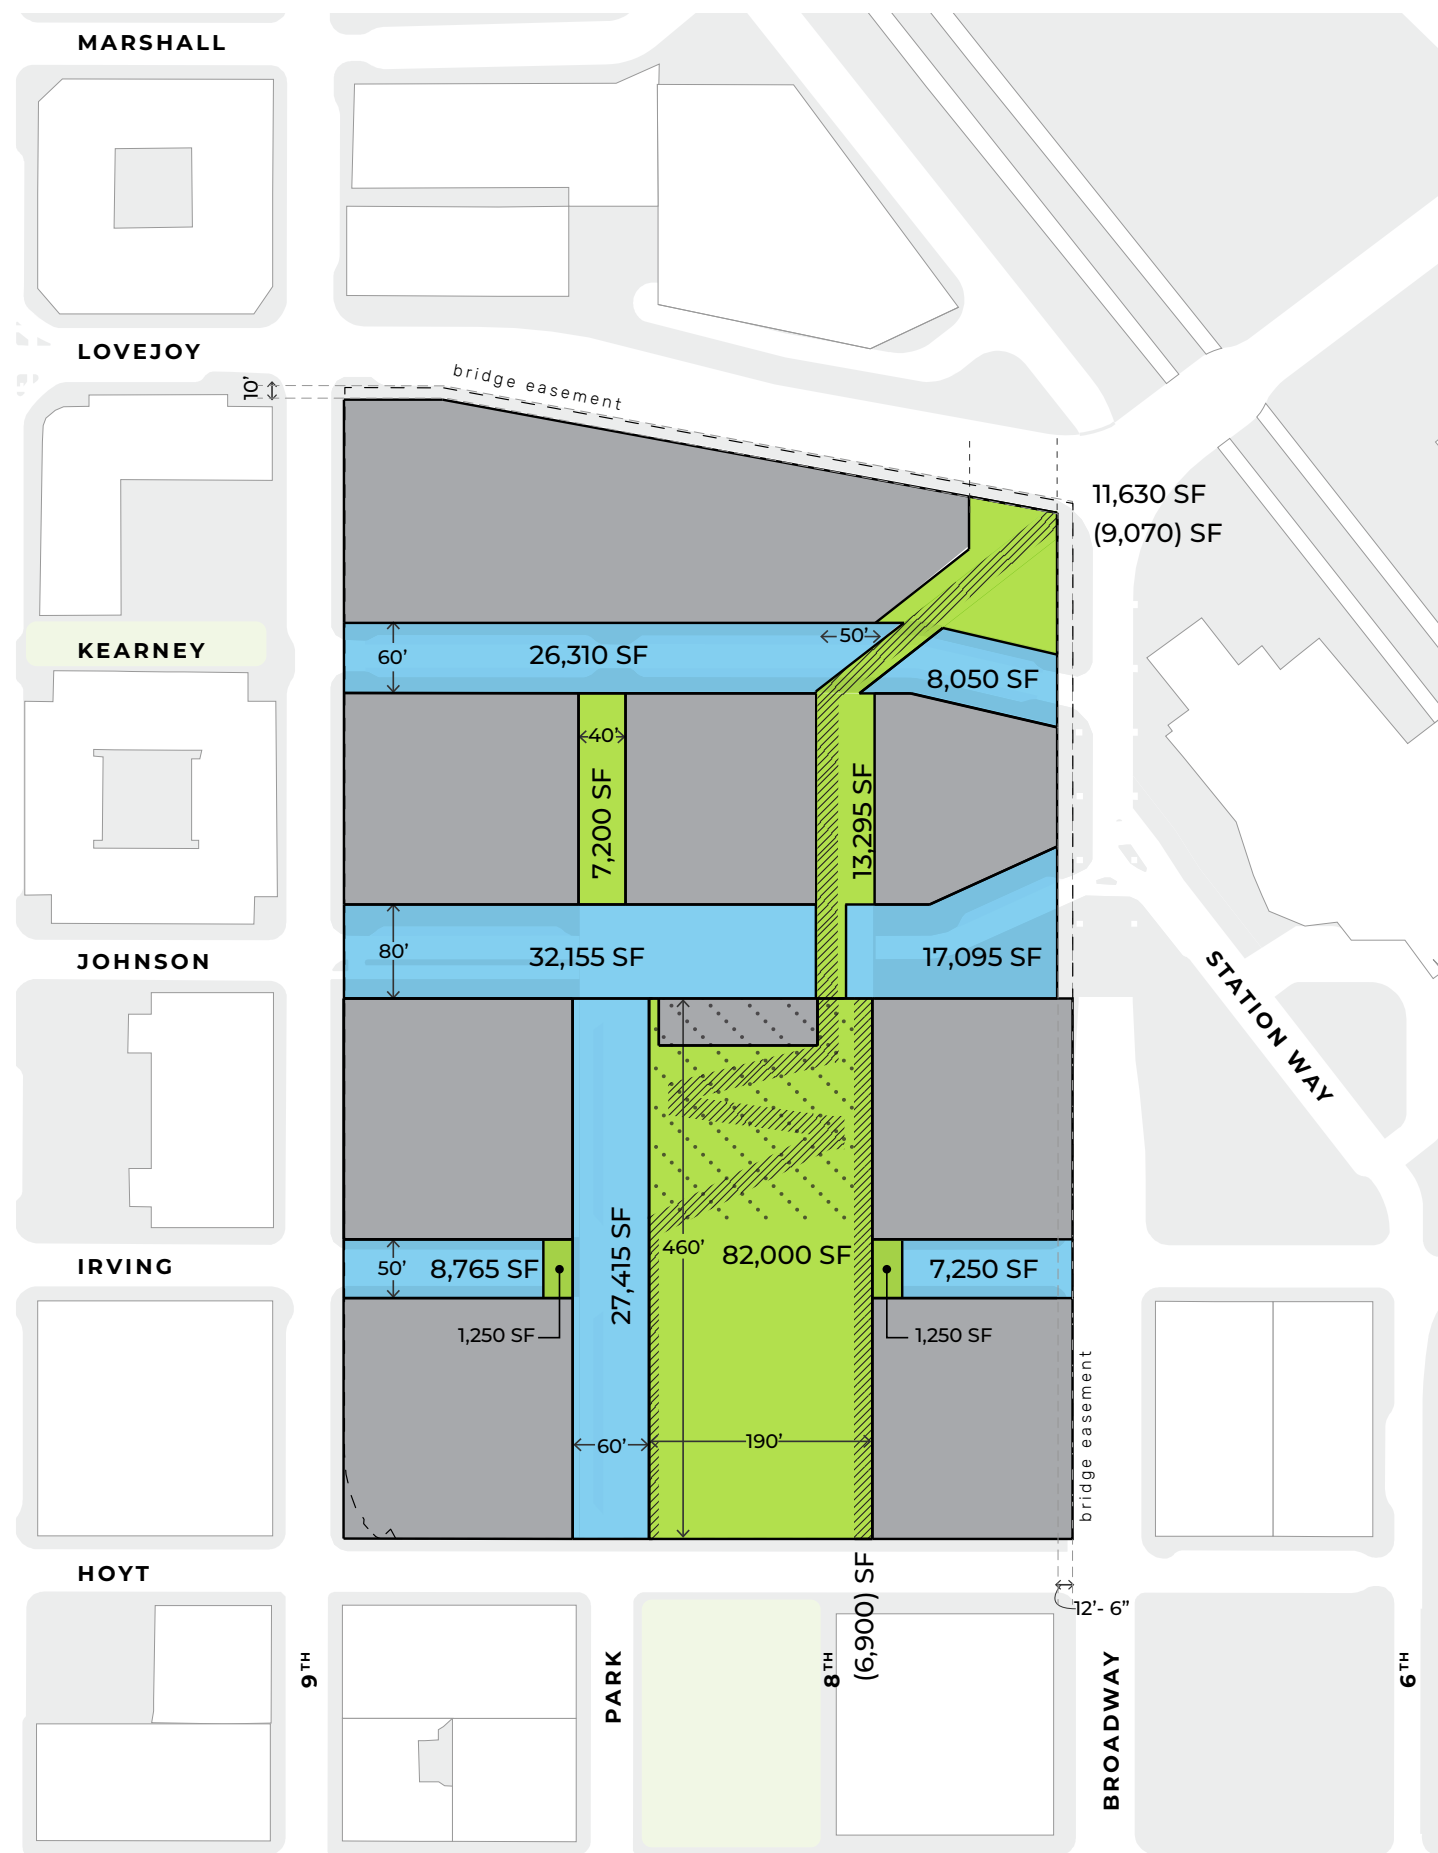 MARSHALL
LOVEJOY
10’
bridge easement
11,630 SF
(9,070) SF
50’
26,310 SF
60’
KEARNEY
8,050 SF
40’
7,200 SF
13,295 SF
80’
32,155 SF
17,095 SF
JOHNSON
STATION WAY
27,415 SF
460’
82,000 SF
IRVING
50’
8,765 SF
7,250 SF
1,250 SF
1,250 SF
60’
190’
bridge easement
HOYT
(6,900) SF
12’- 6”
9TH
PARK
8TH
BROADWAY
6TH